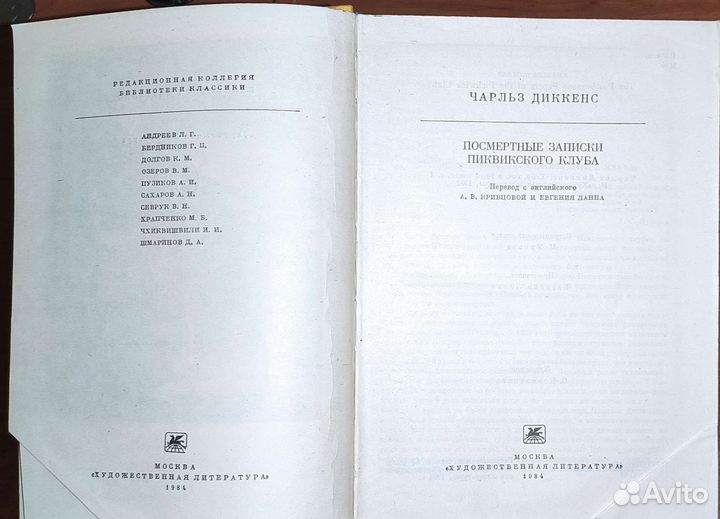 РЕДАКЦИОННАЯ КОЛЛЕГИЯ
БИБЛИОТЕКИ КЛАССИКИ
АНДРЕЕВ Л. Г.
БЕРДНИКОВ Г. П.
ДОЛГОВ К. М.
ОЗЕРОВ В. М.
ПУЗИКОВ А. И.
САХАРОВ А. Н.
СЕВРУК В. Н.
ХРАПЧЕНКО М. Б.
ЧХИКВИШВИЛИ И. И.
ШМАРИНОВ Д. А.
МОСКВА
«ХУДОЖЕСТВЕННАЯ ЛИТЕРАТУРА»
1984
ЧАРЛЬЗ ДИККЕНС
ПОСМЕРТНЫЕ ЗАПИСКИ
ПИКВИКСКОГО КЛУБА
Перевод с английского
А. В. КРИВЦОВОЙ И ЕВГЕНИЯ ЛАННА
МОСКВА
«ХУДОЖЕСТВЕННАЯ ЛИТЕРАТУРА»
1984
Avito